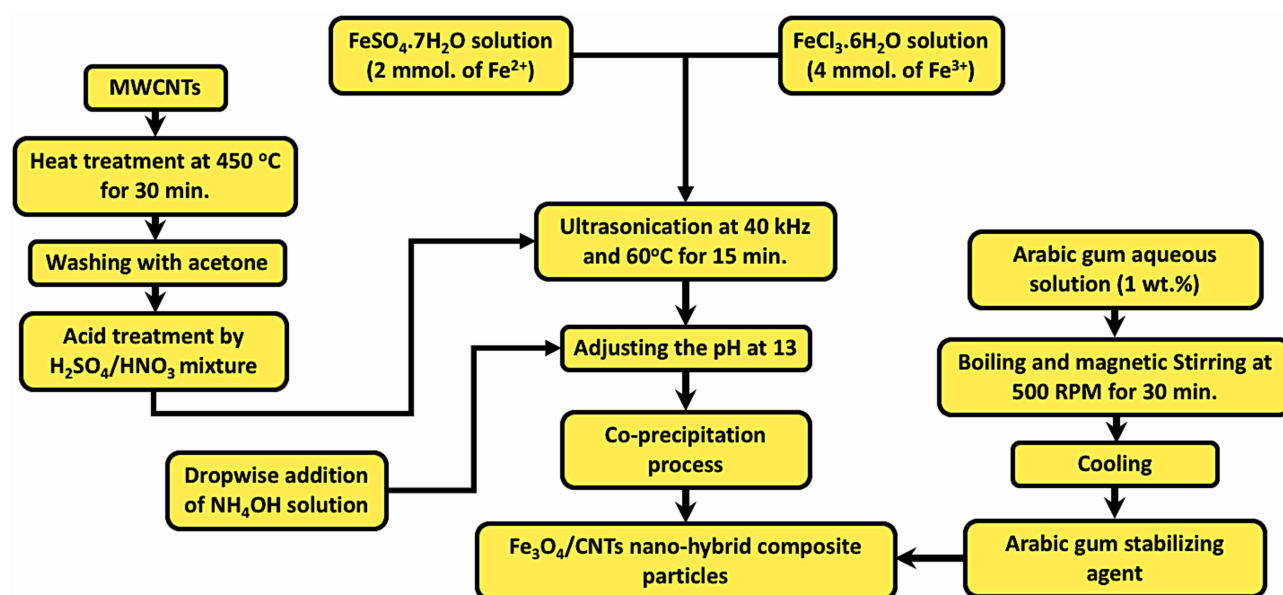 FeSO₄.7H₂O solution
(2 mmol. of Fe²⁺)
FeCl₃.6H₂O solution
(4 mmol. of Fe³⁺)
MWCNTs
Heat treatment at 450 °C
for 30 min.
Washing with acetone
Acid treatment by
H₂SO₄/HNO₃ mixture
Ultrasonication at 40 kHz
and 60°C for 15 min.
Adjusting the pH at 13
Dropwise addition
of NH₄OH solution
Co-precipitation
process
Fe₃O₄/CNTs nano-hybrid composite
particles
Arabic gum aqueous
solution (1 wt.%)
Boiling and magnetic Stirring at
500 RPM for 30 min.
Cooling
Arabic gum stabilizing
agent